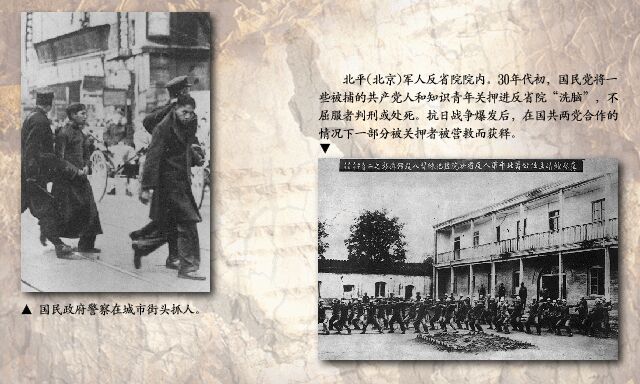 北平(北京)军人反省院院内。30年代初,国民党将一
些被捕的共产党人和知识青年关押进反省院“洗脑”,不
屈服者判刑或处死。抗日战争爆发后,在国共两党合作的
情况下一部分被关押者被营救而获释。
▲ 国民政府警察在城市街头抓人。